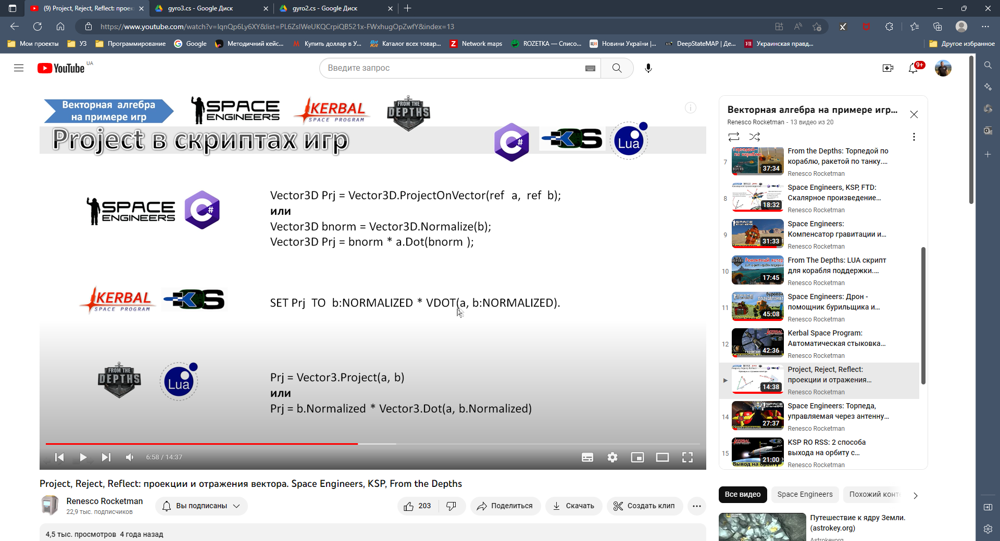 (9) Project, Reject, Reflect: проек
gyro3.cs - Google Диск
gyro2.cs - Google Диск
https://www.youtube.com/watch?v=IqnQp6Ly6XY&list=PL6ZsIWeUKQCrpiQB521x-FWxhugOpZwfY&index=13
Мои проекты
УЗ
Программирование
Google
Методичний кейс...
Купить доллар в У...
Каталог всех товар...
Network maps
ROZETKA — Списо...
Новини України |...
DeepStateMAP | Де...
Украинская правд...
Другое избранное
YouTube UA
Введите запрос
9+
Векторная алгебра
на примере игр
SPACE
ENGINEERS
KERBAL
SPACE PROGRAM
FROM THE
DEPTHS
Project в скриптах игр
C#
kOS
Lua
SPACE
ENGINEERS
C#
Vector3D Prj = Vector3D.ProjectOnVector(ref a, ref b);
или
Vector3D bnorm = Vector3D.Normalize(b);
Vector3D Prj = bnorm * a.Dot(bnorm );
KERBAL
SPACE PROGRAM
kOS
SET Prj TO b:NORMALIZED * VDOT(a, b:NORMALIZED).
FROM THE
DEPTHS
Lua
Prj = Vector3.Project(a, b)
или
Prj = b.Normalized * Vector3.Dot(a, b.Normalized)
6:58 / 14:37
Project, Reject, Reflect: проекции и отражения вектора. Space Engineers, KSP, From the Depths
Renesco Rocketman
22,9 тыс. подписчиков
Вы подписаны
203
Поделиться
Скачать
Создать клип
4,5 тыс. просмотров 4 года назад
Векторная алгебра на примере игр...
Renesco Rocketman - 13 видео из 20
7
37:34
From the Depths: Торпедой по
кораблю, ракетой по танку....
Renesco Rocketman
8
18:32
Space Engineers, KSP, FTD:
Скалярное произведение...
Renesco Rocketman
9
31:33
Space Engineers:
Компенсатор гравитации и...
Renesco Rocketman
10
17:45
From The Depths: LUA скрипт
для корабля поддержки....
Renesco Rocketman
11
45:08
Space Engineers: Дрон -
помощник бурильщика и...
Renesco Rocketman
12
42:36
Kerbal Space Program:
Автоматическая стыковка...
Renesco Rocketman
14:38
Project, Reject, Reflect:
проекции и отражения...
Renesco Rocketman
14
27:37
Space Engineers: Торпеда,
управляемая через антенну...
Renesco Rocketman
15
21:00
KSP RO RSS: 2 способа
выхода на орбиту с...
Renesco Rocketman
Все видео
Space Engineers
Похожий конте
Путешествие к ядру Земли.
(astrokey.org)
Astrokeyorg